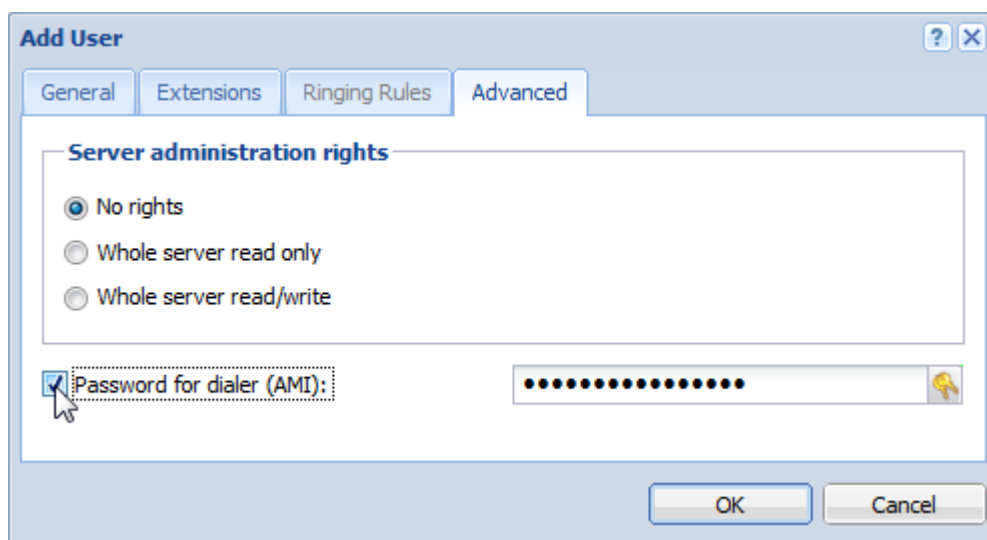 Add User
General Extensions Ringing Rules Advanced
Server administration rights
No rights
Whole server read only
Whole server read/write
Password for dialer (AMI): ••••••••••••••••
OK Cancel